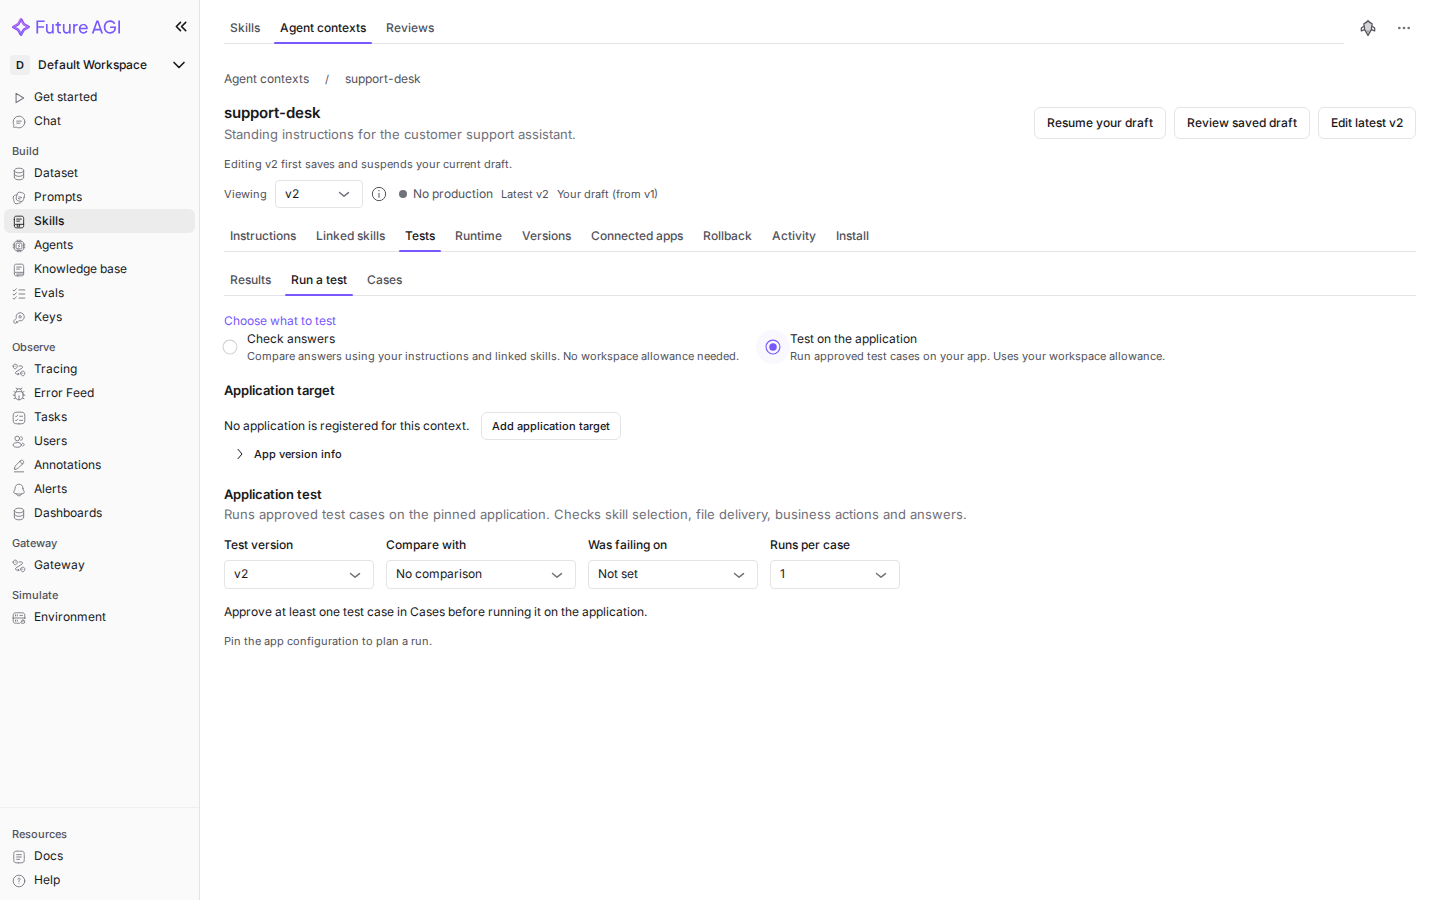 Future AGI
D Default Workspace
Get started
Chat
Build
Dataset
Prompts
Skills
Agents
Knowledge base
Evals
Keys
Observe
Tracing
Error Feed
Tasks
Users
Annotations
Alerts
Dashboards
Gateway
Gateway
Simulate
Environment
Resources
Docs
Help
Skills Agent contexts Reviews
Agent contexts / support-desk
support-desk
Standing instructions for the customer support assistant.
Resume your draft Review saved draft Edit latest v2
Editing v2 first saves and suspends your current draft.
Viewing v2 No production Latest v2 Your draft (from v1)
Instructions Linked skills Tests Runtime Versions Connected apps Rollback Activity Install
Results Run a test Cases
Choose what to test
Check answers
Compare answers using your instructions and linked skills. No workspace allowance needed.
Test on the application
Run approved test cases on your app. Uses your workspace allowance.
Application target
No application is registered for this context. Add application target
App version info
Application test
Runs approved test cases on the pinned application. Checks skill selection, file delivery, business actions and answers.
Test version Compare with Was failing on Runs per case
v2 No comparison Not set 1
Approve at least one test case in Cases before running it on the application.
Pin the app configuration to plan a run.